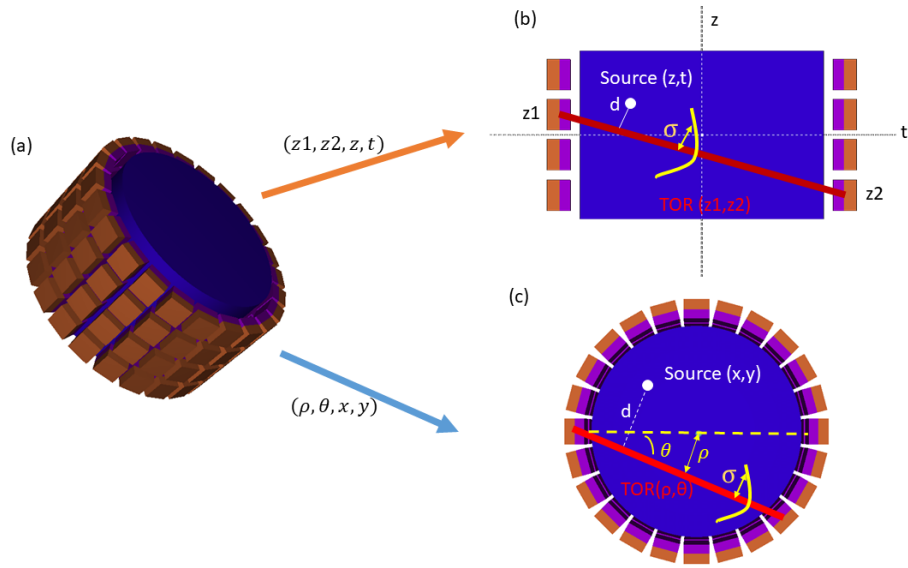 (a)
(z1, z2, z, t)
(ρ, θ, x, y)
(b)
z
Source (z,t)
d
z1
σ
t
TOR (z1,z2)
z2
(c)
Source (x,y)
d
θ
ρ
σ
TOR(ρ,θ)